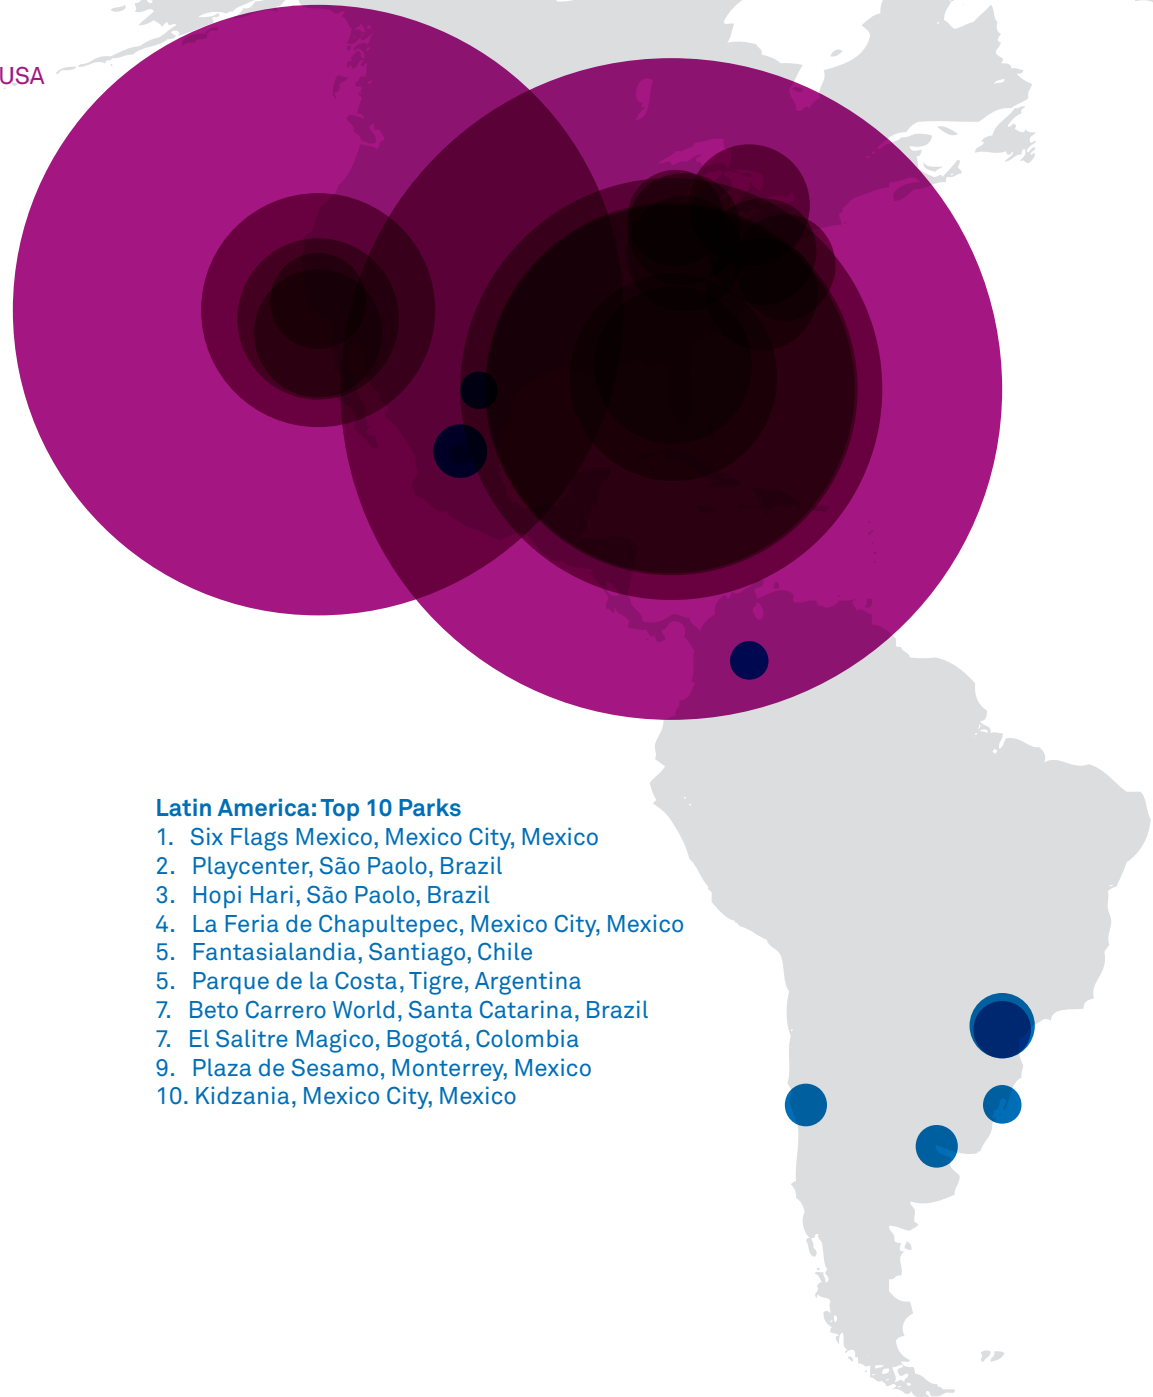 USA
Latin America: Top 10 Parks
1. Six Flags Mexico, Mexico City, Mexico
2. Playcenter, São Paolo, Brazil
3. Hopi Hari, São Paolo, Brazil
4. La Feria de Chapultepec, Mexico City, Mexico
5. Fantasialandia, Santiago, Chile
5. Parque de la Costa, Tigre, Argentina
7. Beto Carrero World, Santa Catarina, Brazil
7. El Salitre Magico, Bogotá, Colombia
9. Plaza de Sesamo, Monterrey, Mexico
10. Kidzania, Mexico City, Mexico